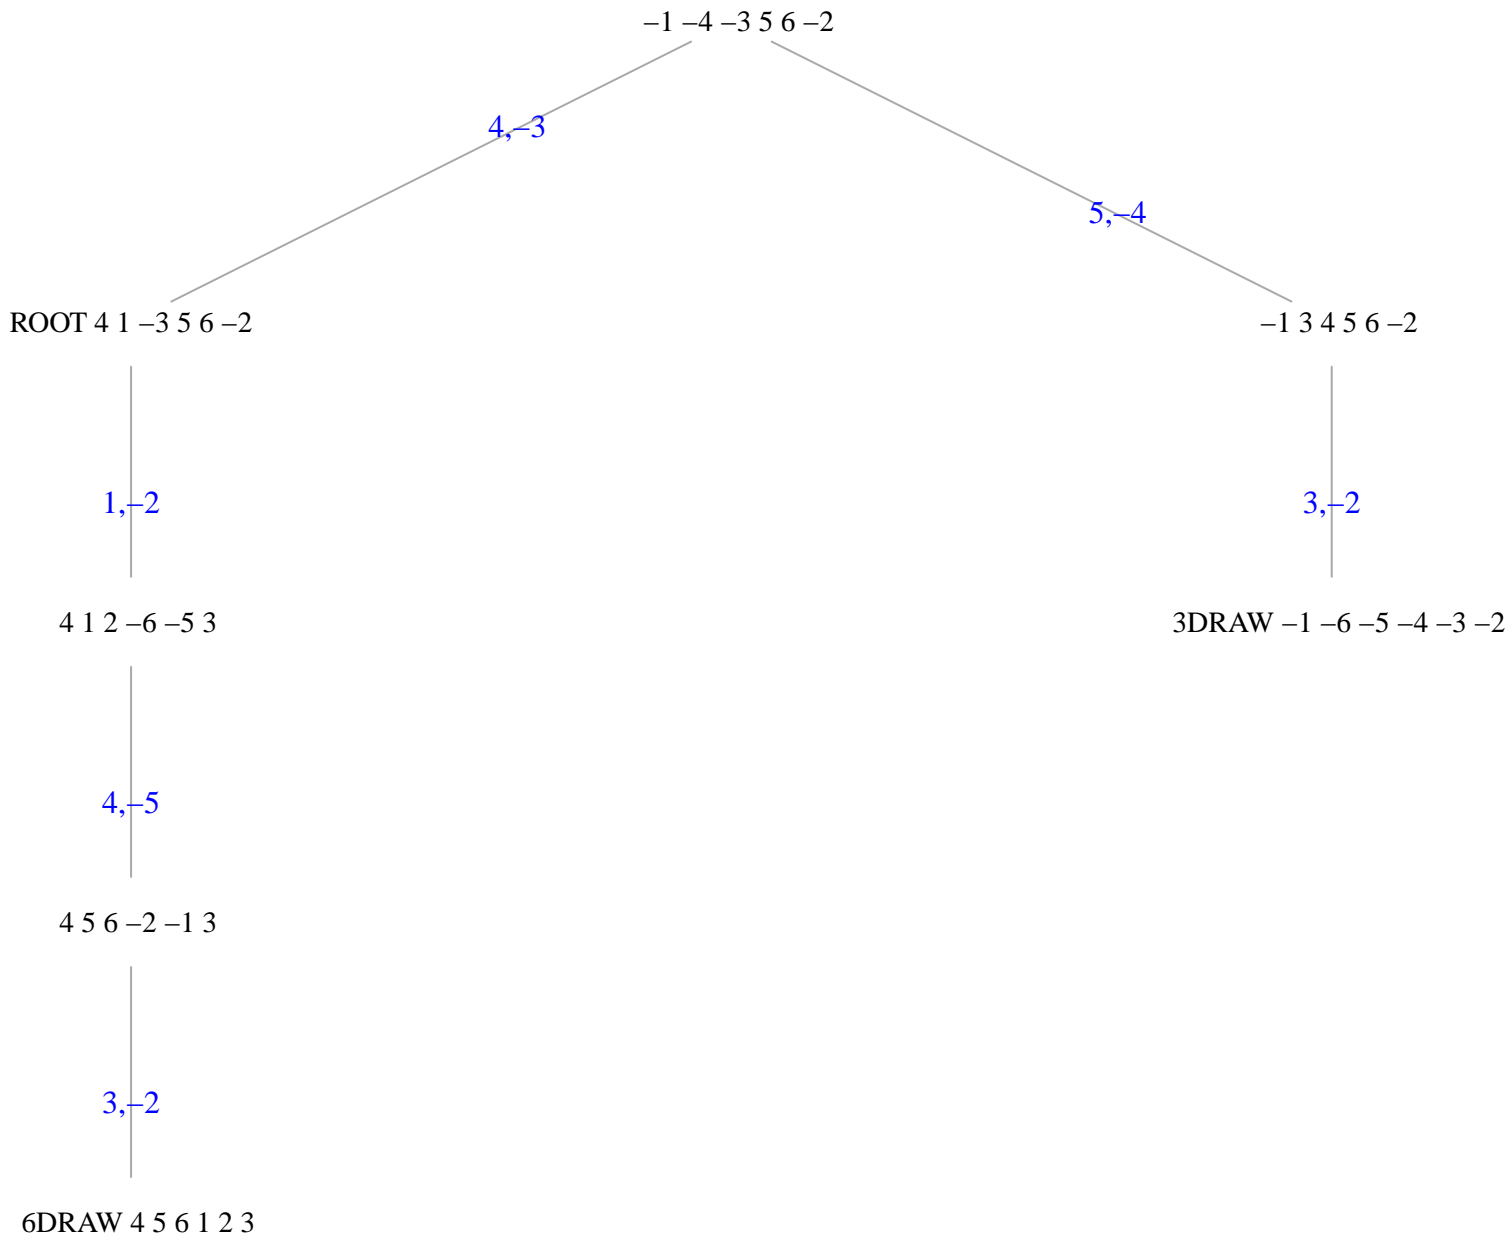 –1 –4 –3 5 6 –2
4,–3
5,–4
ROOT 4 1 –3 5 6 –2
–1 3 4 5 6 –2
1,–2
3,–2
4 1 2 –6 –5 3
3DRAW –1 –6 –5 –4 –3 –2
4,–5
4 5 6 –2 –1 3
3,–2
6DRAW 4 5 6 1 2 3